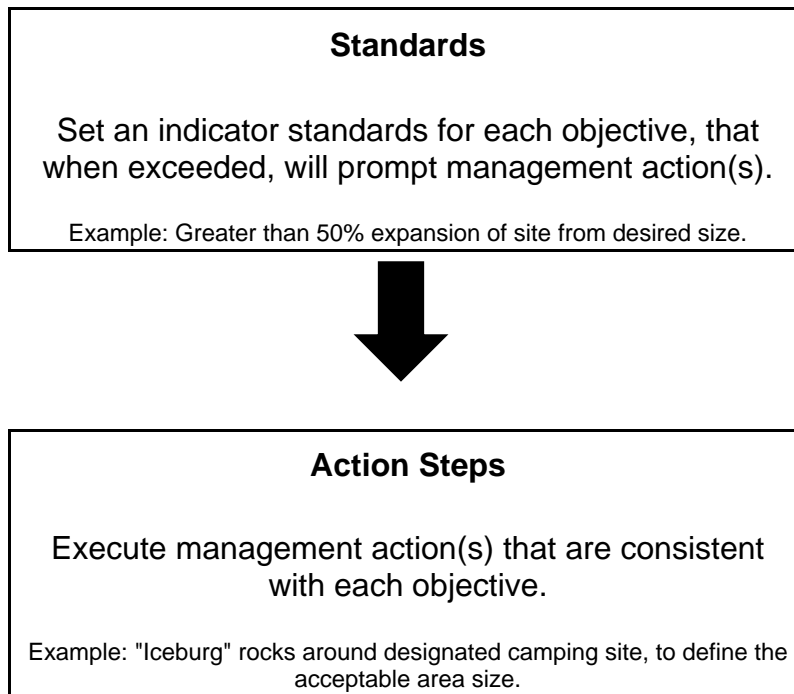 Standards
Set an indicator standards for each objective, that
when exceeded, will prompt management action(s).
Example: Greater than 50% expansion of site from desired size.
Action Steps
Execute management action(s) that are consistent
with each objective.
Example: "Iceburg" rocks around designated camping site, to define the
acceptable area size.